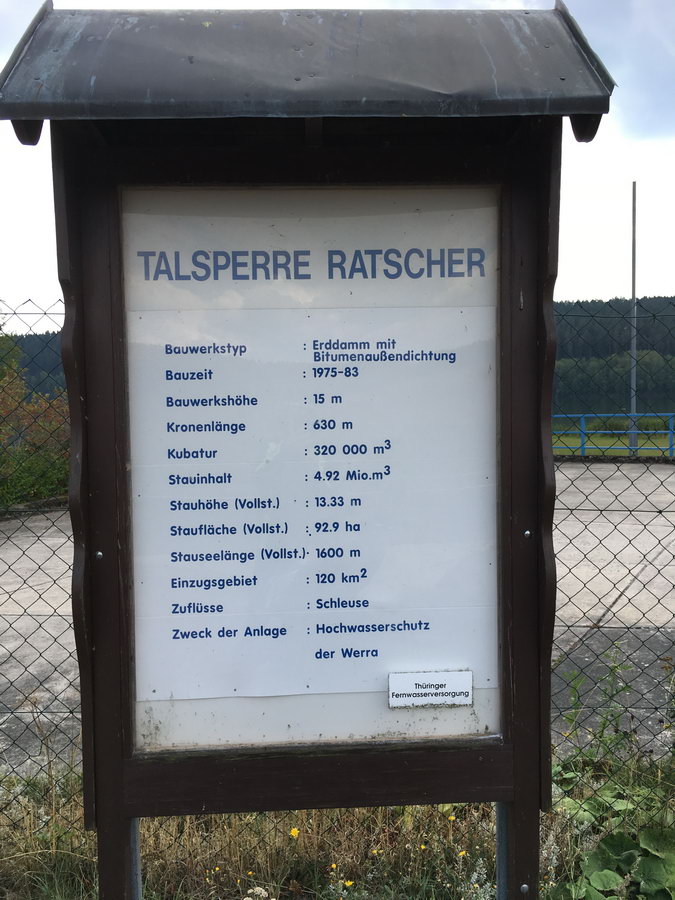 TALSPERRE RATSCHER
Bauwerkstyp : Erddamm mit
Bitumenaußendichtung
Bauzeit : 1975-83
Bauwerkshöhe : 15 m
Kronenlänge : 630 m
Kubatur : 320 000 m³
Stauinhalt : 4.92 Mio.m³
Stauhöhe (Vollst.) : 13.33 m
Staufläche (Vollst.) : 92.9 ha
Stauseelänge (Vollst.) : 1600 m
Einzugsgebiet : 120 km²
Zuflüsse : Schleuse
Zweck der Anlage : Hochwasserschutz
der Werra
Thüringer
Fernwasserversorgung